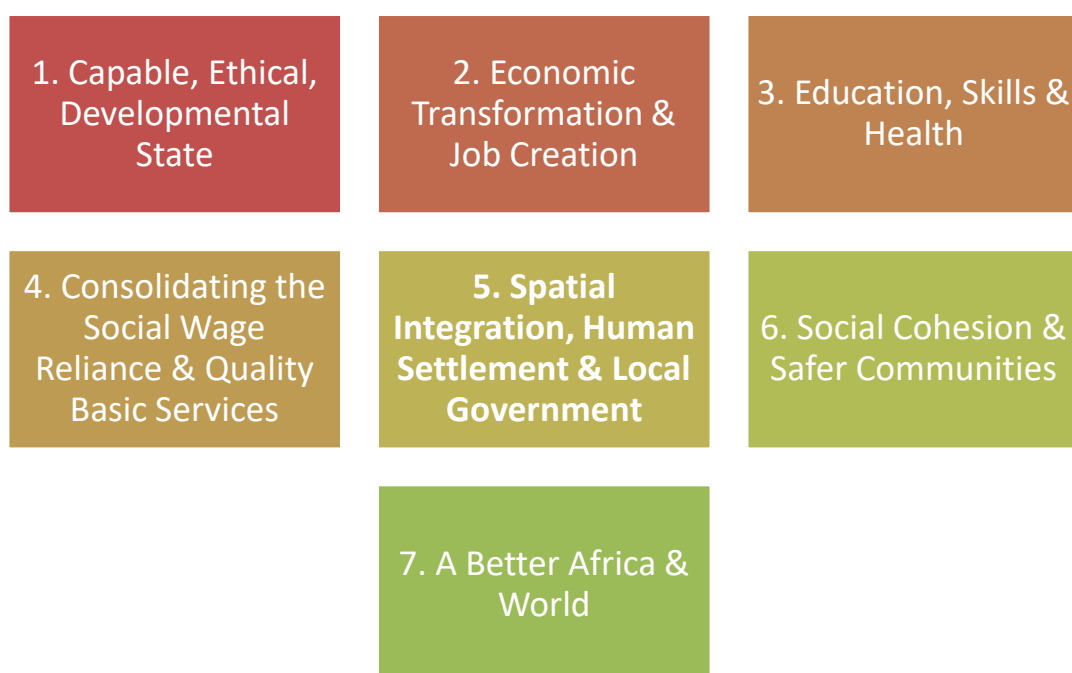 1. Capable, Ethical,
Developmental
State
2. Economic
Transformation &
Job Creation
3. Education, Skills &
Health
4. Consolidating the
Social Wage
Reliance & Quality
Basic Services
5. Spatial
Integration, Human
Settlement & Local
Government
6. Social Cohesion &
Safer Communities
7. A Better Africa &
World